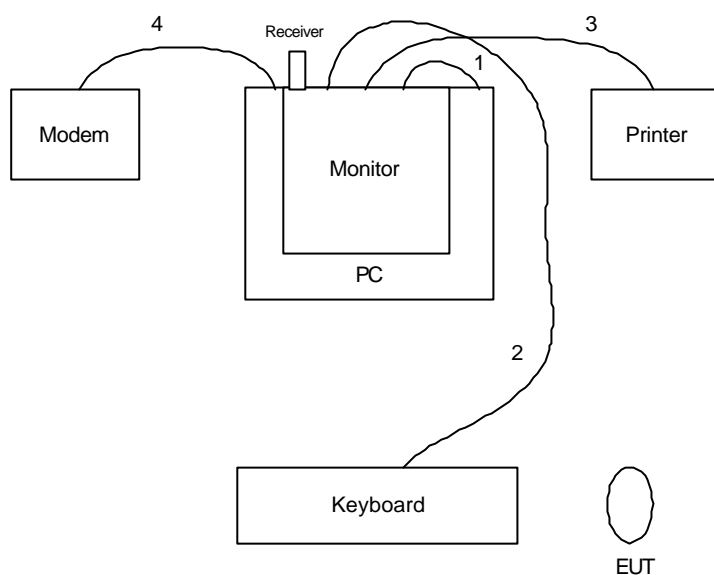 4
Receiver
3
1
Modem
Monitor
Printer
PC
2
Keyboard
EUT